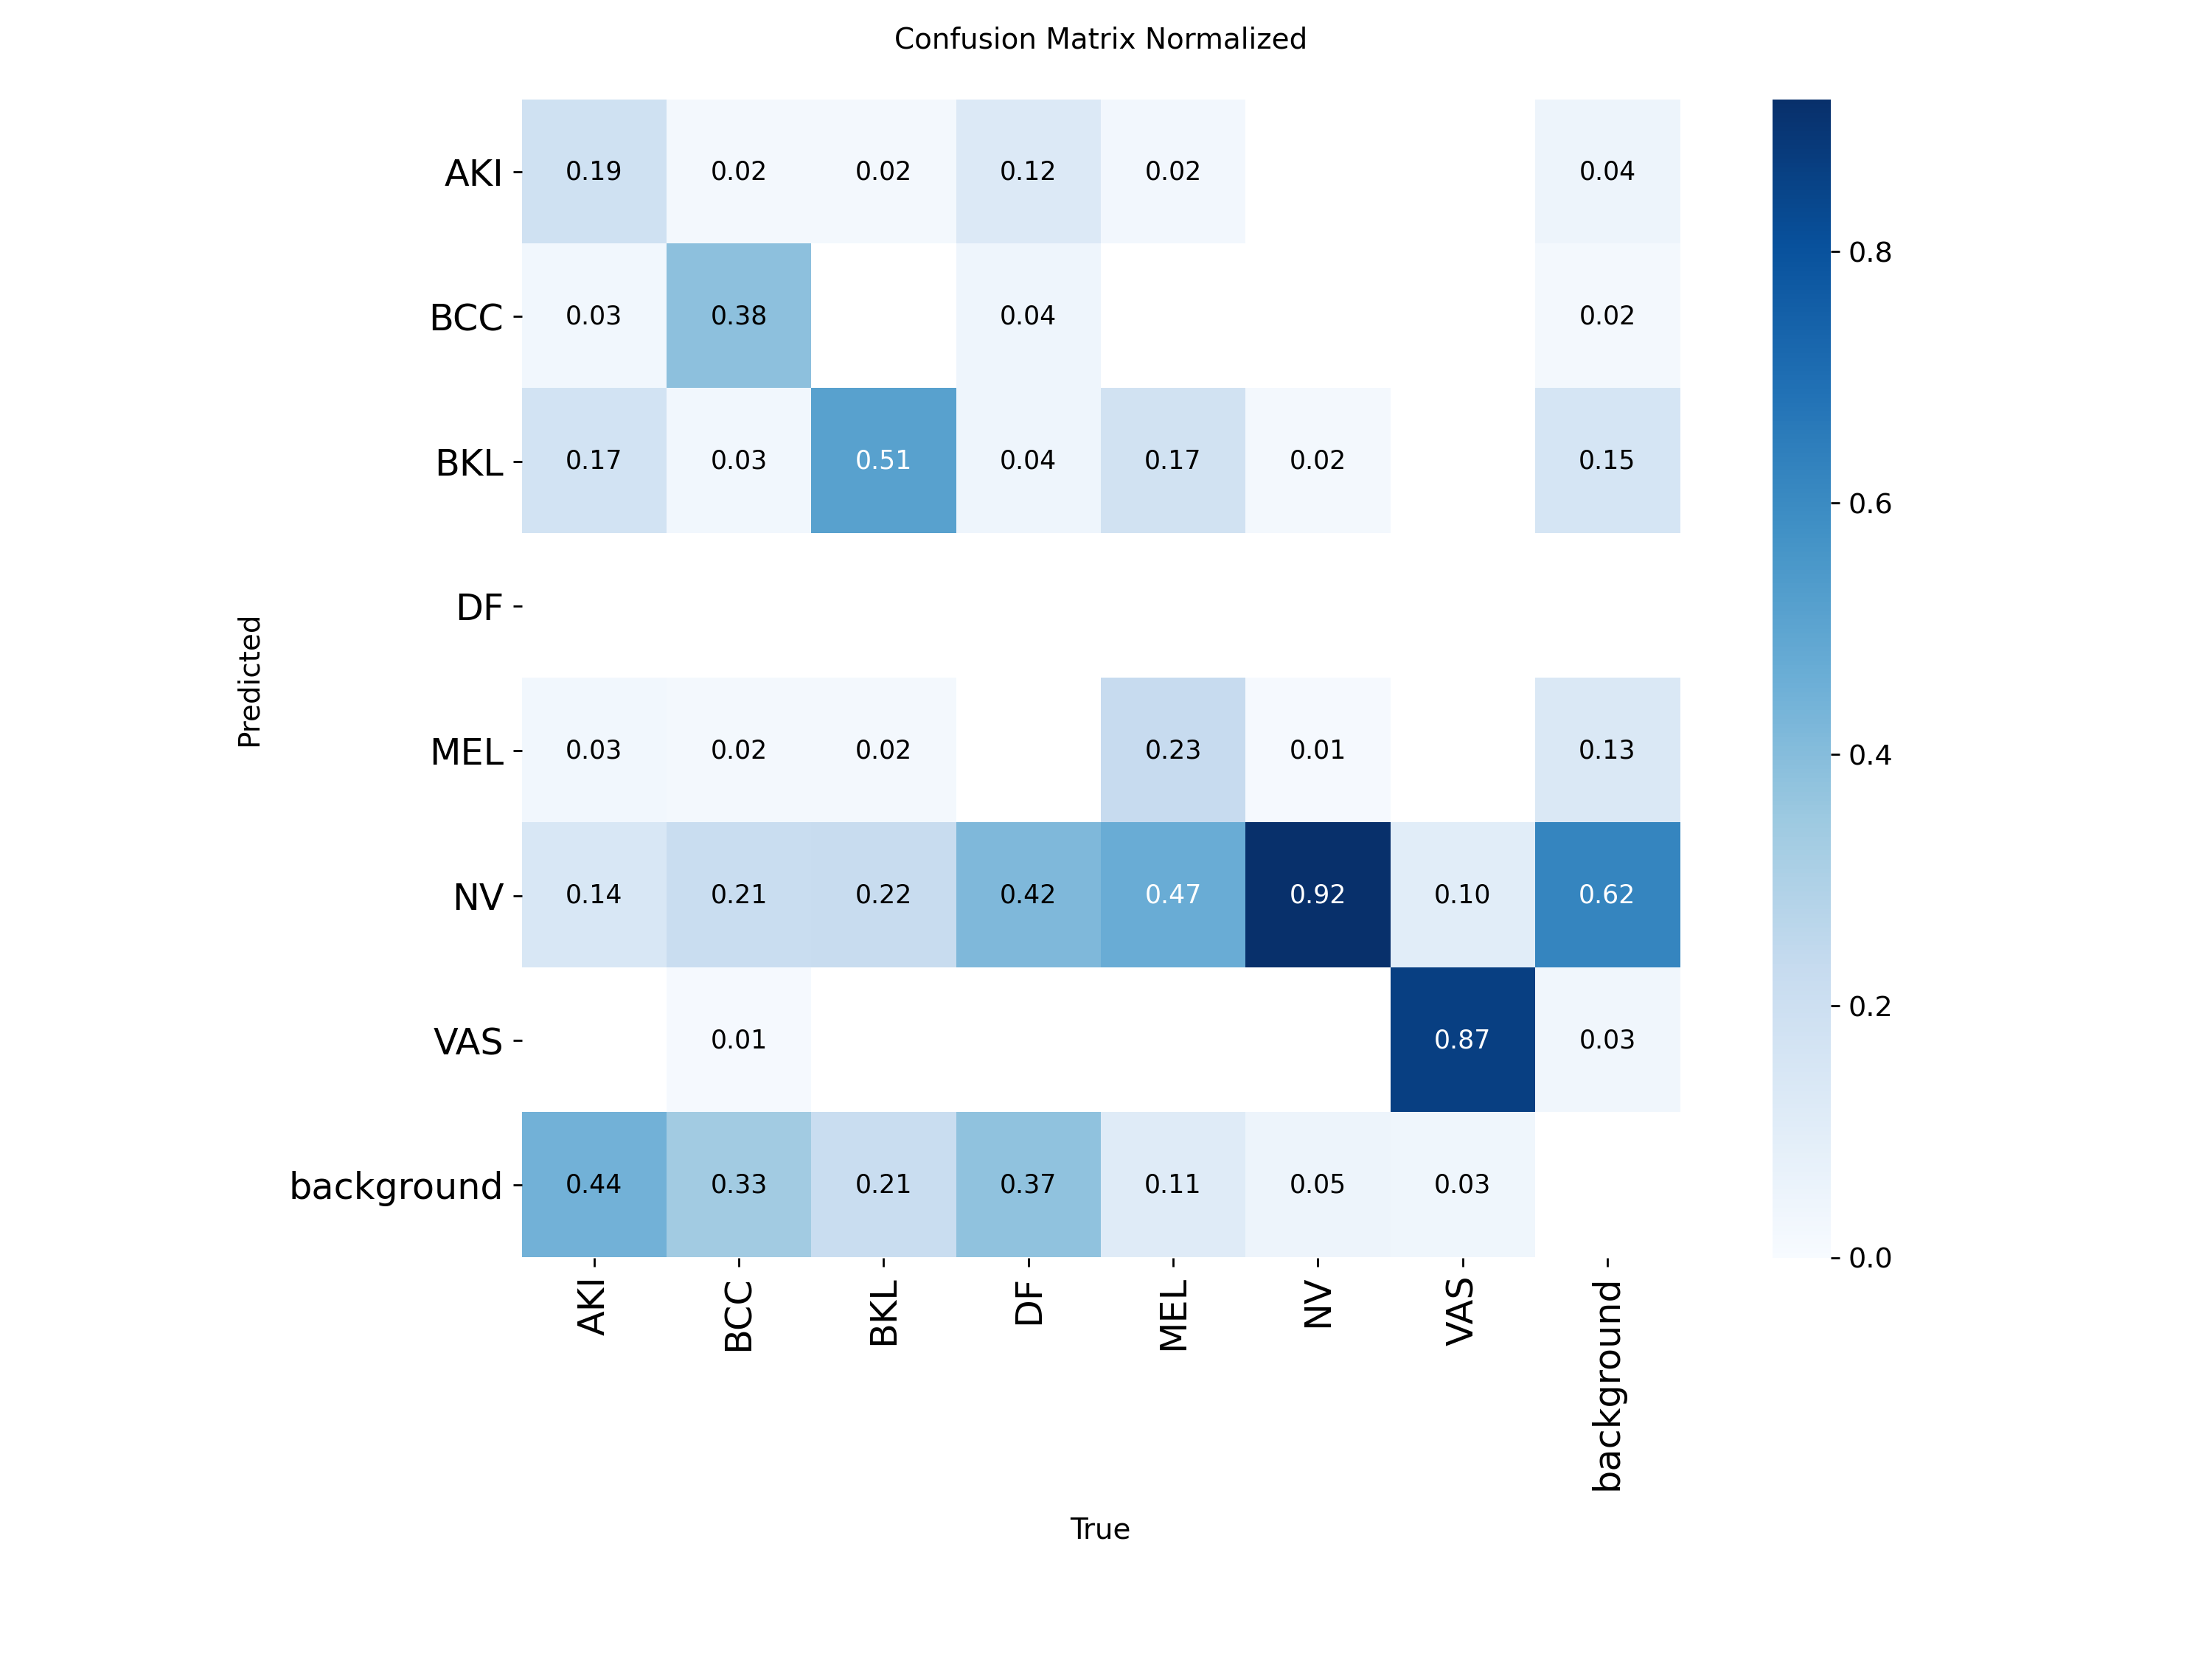 Confusion Matrix Normalized
AKI 0.19 0.02 0.02 0.12 0.02 0.04
BCC 0.03 0.38 0.04 0.02
BKL 0.17 0.03 0.51 0.04 0.17 0.02 0.15
DF
MEL 0.03 0.02 0.02 0.23 0.01 0.13
NV 0.14 0.21 0.22 0.42 0.47 0.92 0.10 0.62
VAS 0.01 0.87 0.03
background 0.44 0.33 0.21 0.37 0.11 0.05 0.03
AKI BCC BKL DF MEL NV VAS background
Predicted
True
0.8
0.6
0.4
0.2
0.0